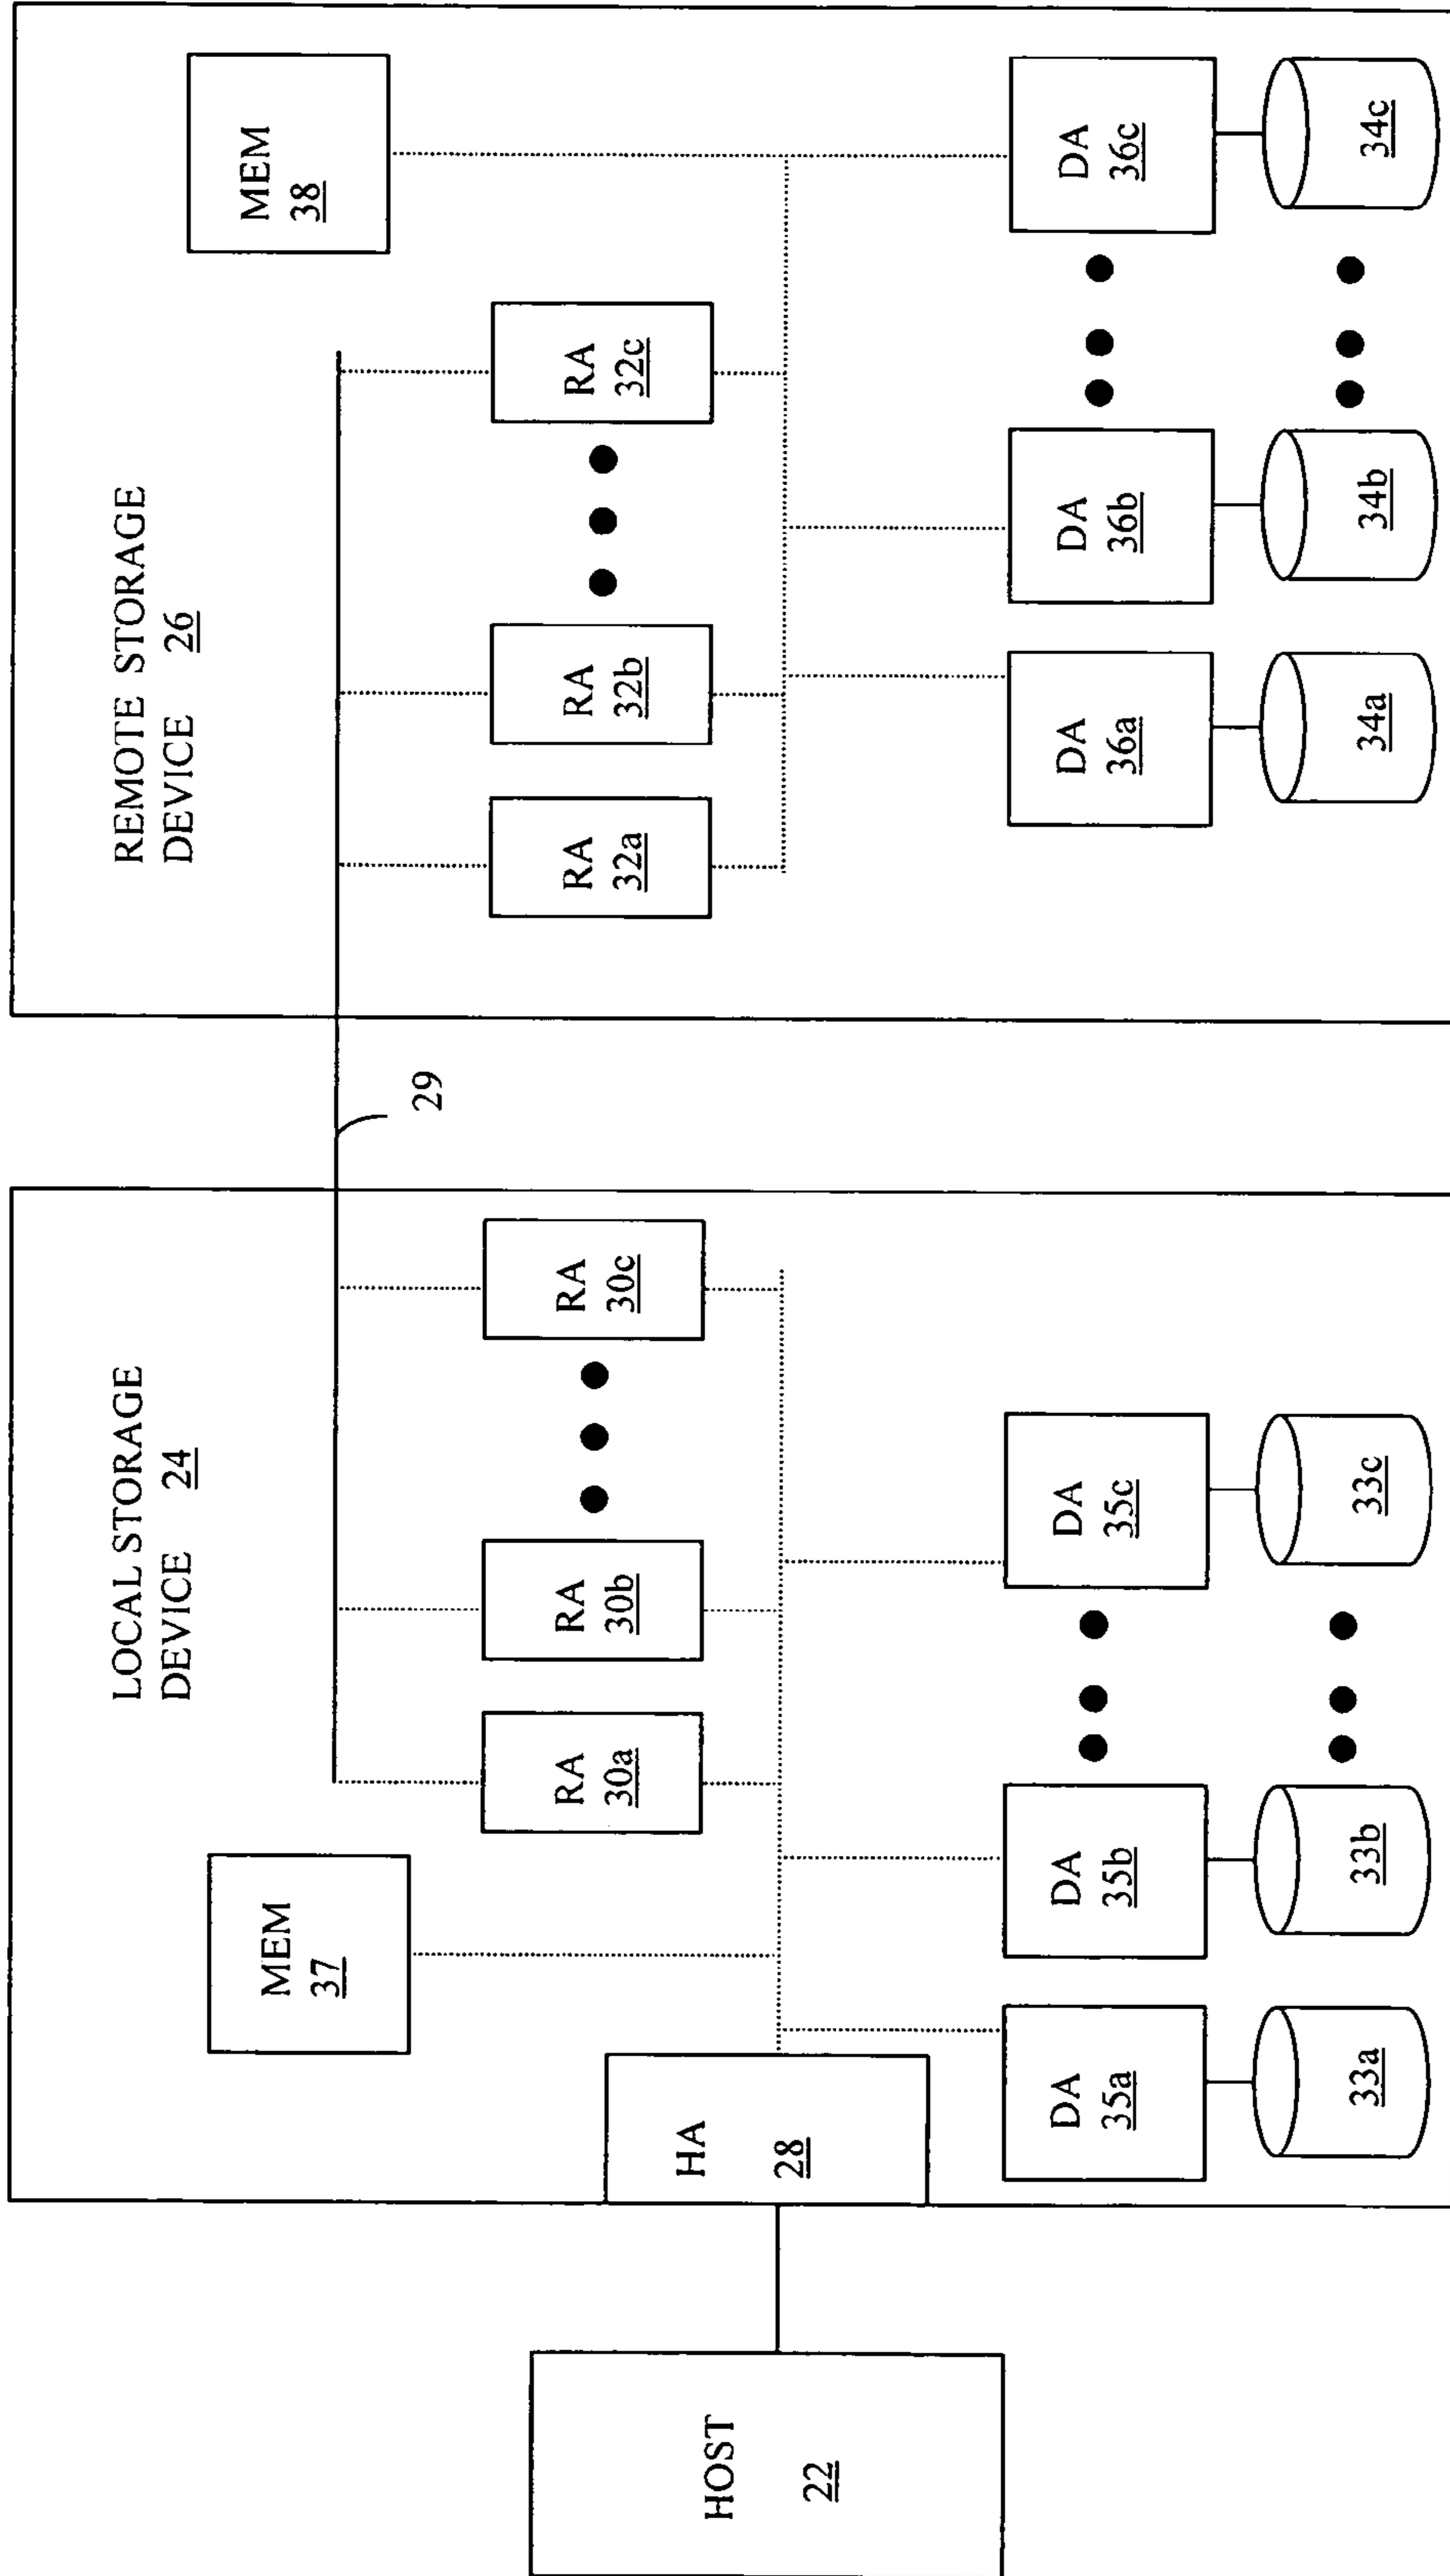 HOST
22
LOCAL STORAGE
DEVICE 24
MEM
37
HA
28
RA
30a
RA
30b
RA
30c
DA
35a
DA
35b
DA
35c
33a
33b
33c
29
REMOTE STORAGE
DEVICE 26
MEM
38
RA
32a
RA
32b
RA
32c
DA
36a
DA
36b
DA
36c
34a
34b
34c